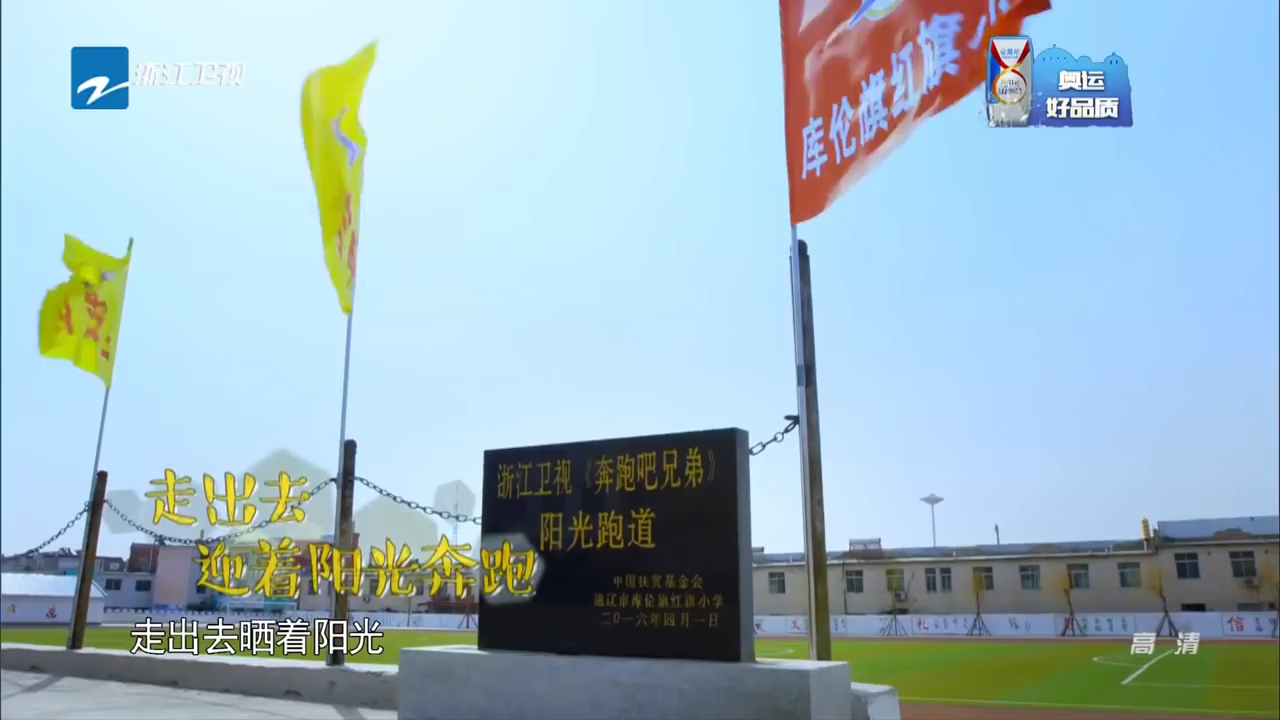 浙江卫视
奥运
好品质
库伦旗红旗小
浙江卫视《奔跑吧兄弟》
阳光跑道
中国扶贫基金会
通辽市库伦旗红旗小学
二〇一六年四月一日
走出去
迎着阳光奔跑
走出去晒着阳光
高清